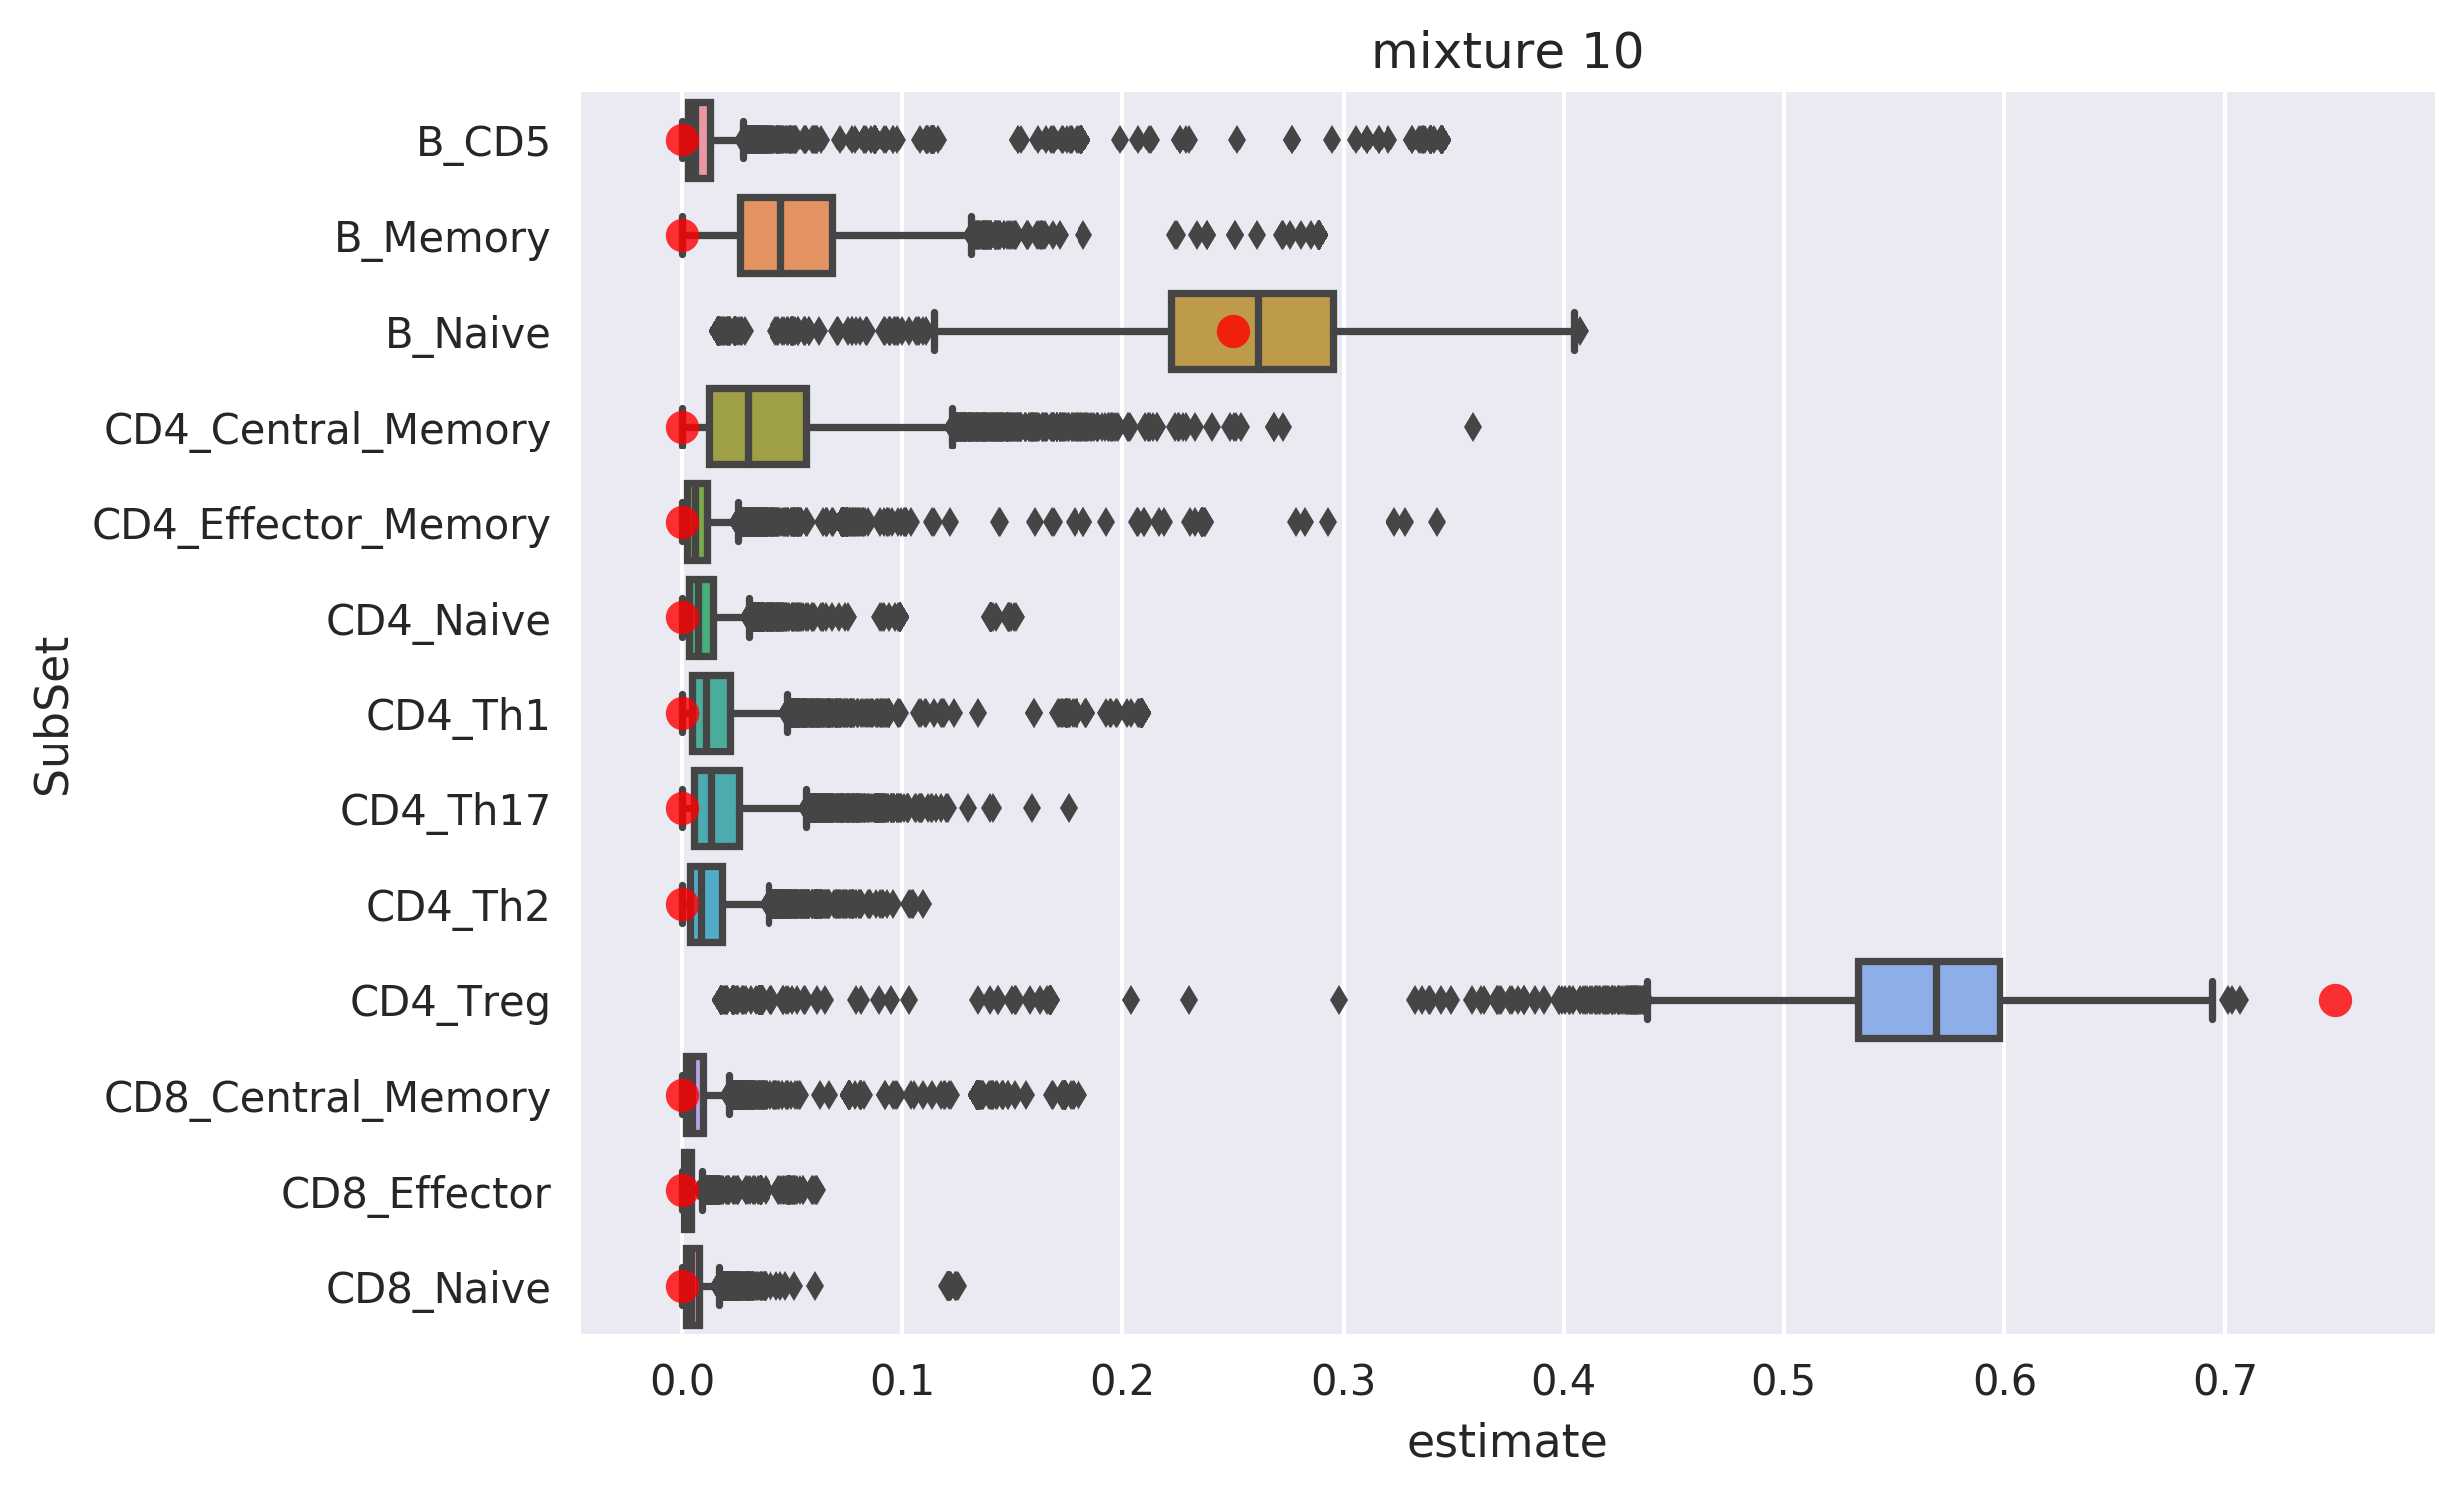 mixture 10
B_CD5
B_Memory
B_Naive
CD4_Central_Memory
CD4_Effector_Memory
CD4_Naive
CD4_Th1
CD4_Th17
CD4_Th2
CD4_Treg
CD8_Central_Memory
CD8_Effector
CD8_Naive
SubSet
0.0 0.1 0.2 0.3 0.4 0.5 0.6 0.7
estimate